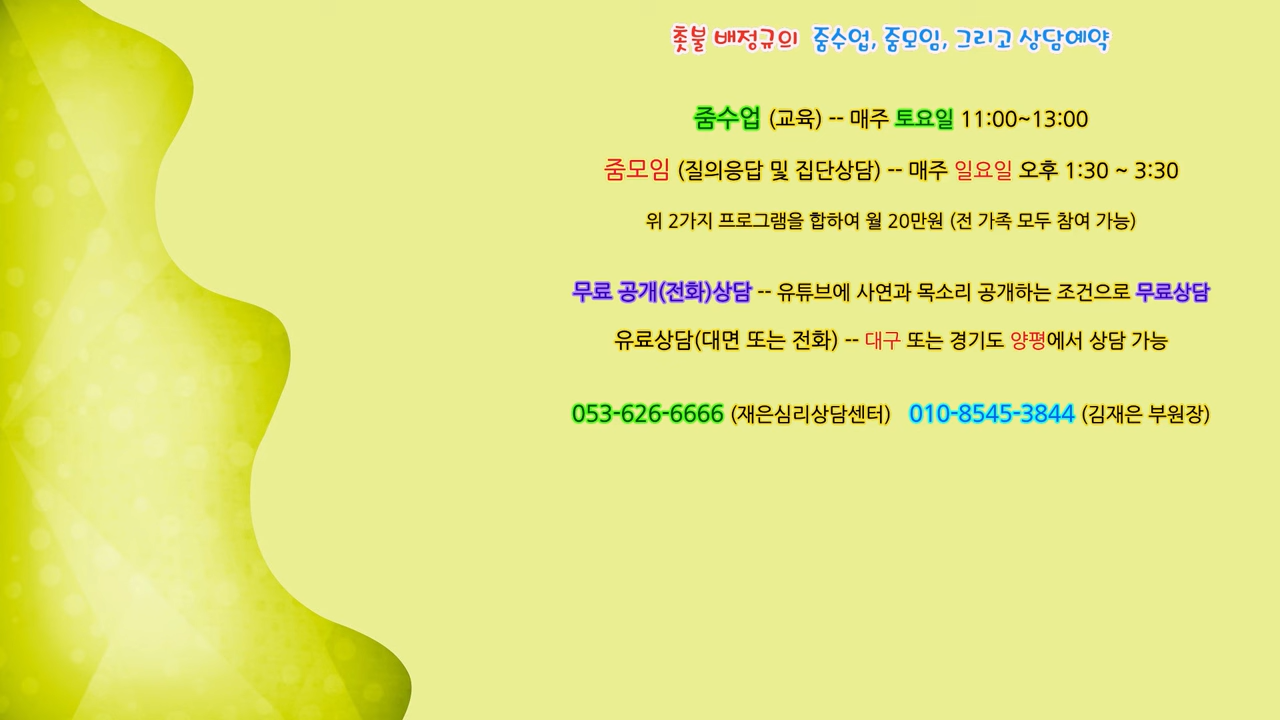 촛불 배정규의 줌수업, 줌모임, 그리고 상담예약
줌수업 (교육) -- 매주 토요일 11:00~13:00
줌모임 (질의응답 및 집단상담) -- 매주 일요일 오후 1:30 ~ 3:30
위 2가지 프로그램을 합하여 월 20만원 (전 가족 모두 참여 가능)
무료 공개(전화)상담 -- 유튜브에 사연과 목소리 공개하는 조건으로 무료상담
유료상담(대면 또는 전화) -- 대구 또는 경기도 양평에서 상담 가능
053-626-6666 (재은심리상담센터) 010-8545-3844 (김재은 부원장)